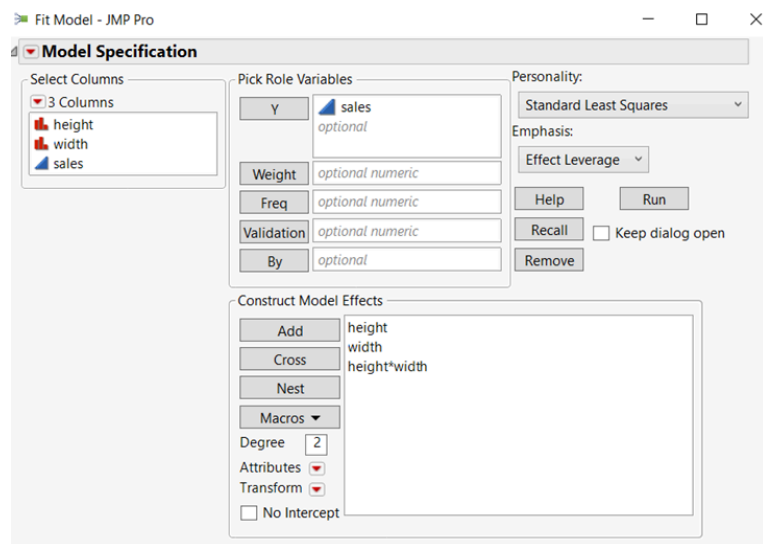 Fit Model - JMP Pro
Model Specification
Select Columns
3 Columns
height
width
sales
Pick Role Variables
Y
sales
optional
Weight
optional numeric
Freq
optional numeric
Validation
optional numeric
By
optional
Personality:
Standard Least Squares
Emphasis:
Effect Leverage
Help
Run
Recall
Keep dialog open
Remove
Construct Model Effects
Add
Cross
Nest
Macros
Degree 2
Attributes
Transform
No Intercept
height
width
height*width